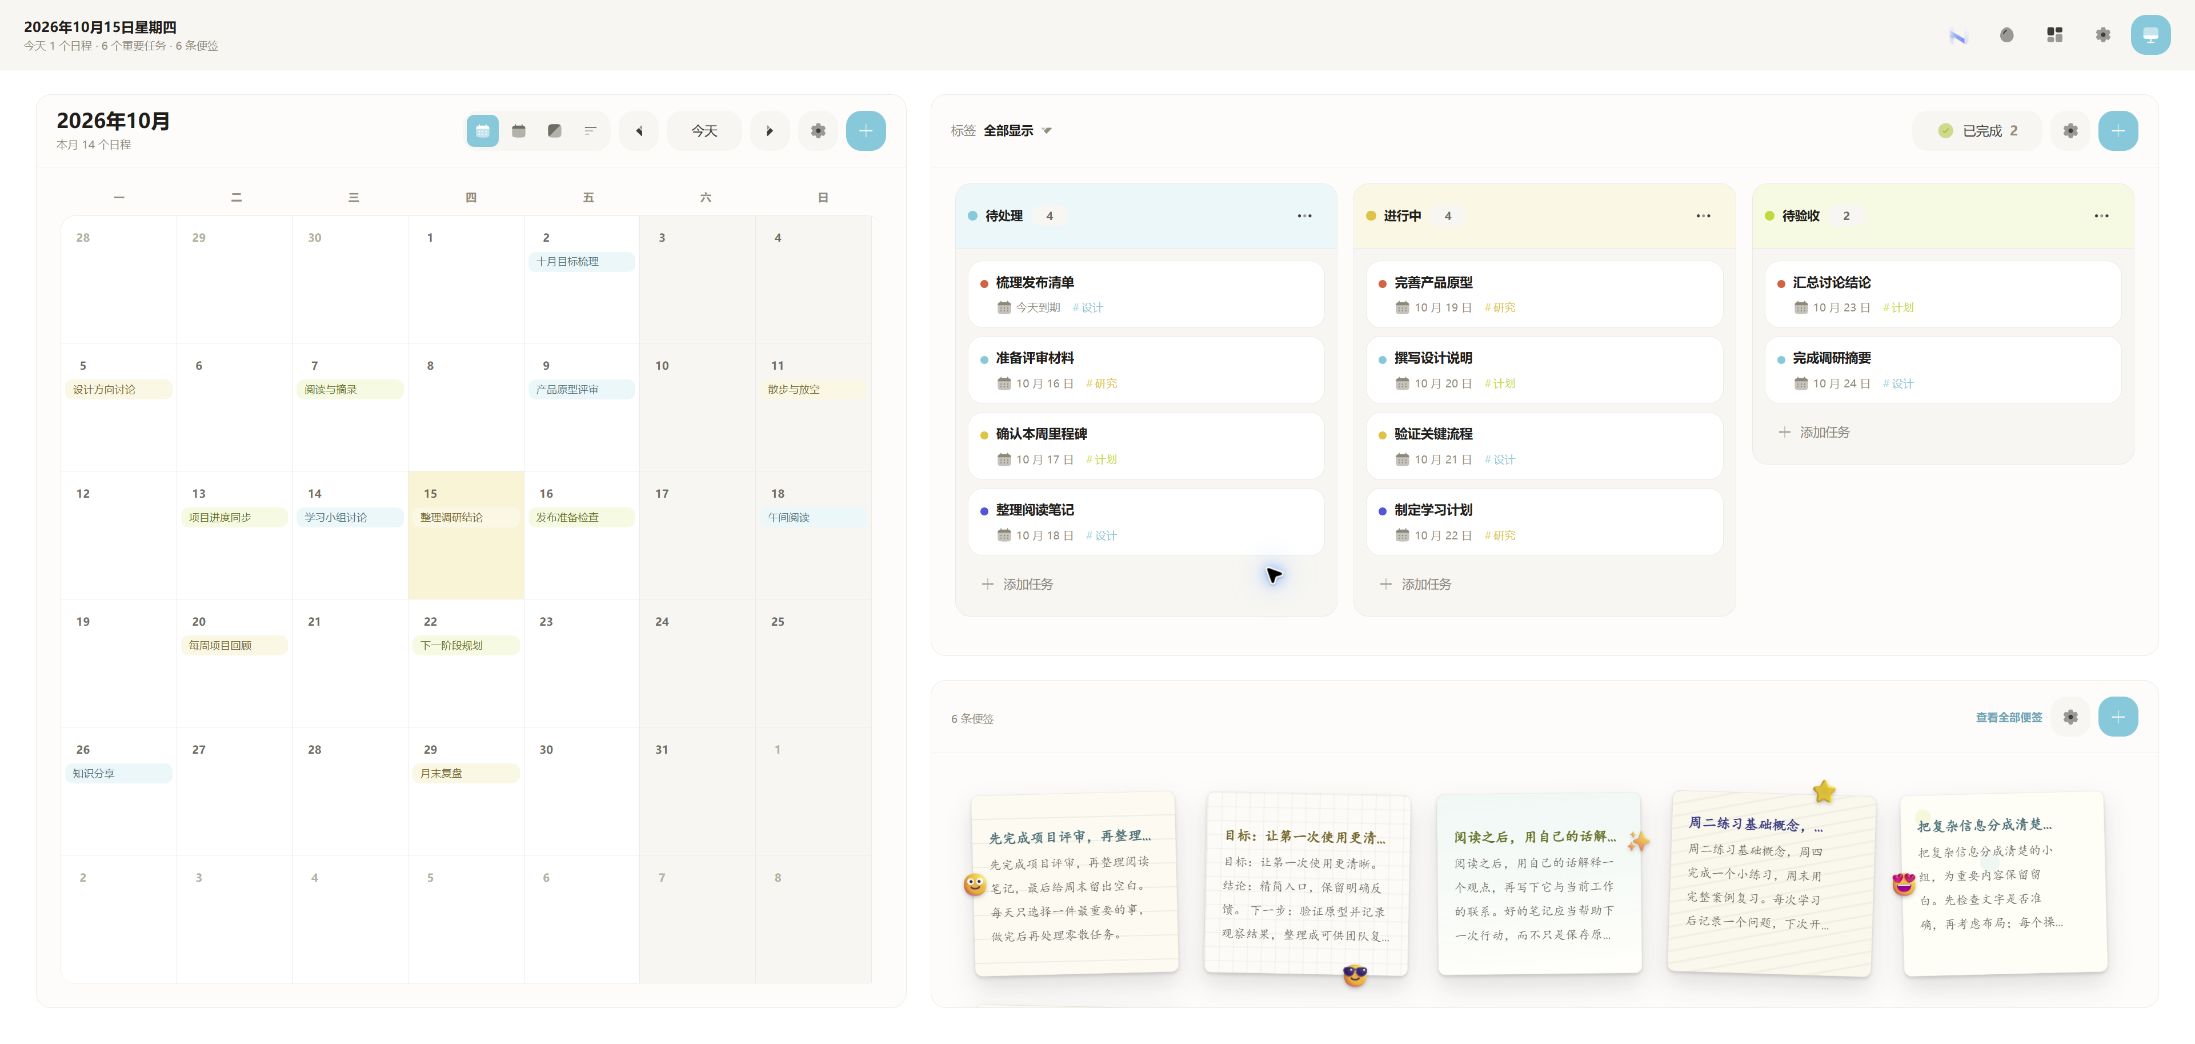 2026年10月15日星期四
今天 1 个日程 · 6 个重要任务 · 6 条便签
2026年10月
本月 14 个日程
今天
一 二 三 四 五 六 日
28 29 30 1 2 3 4
十月目标梳理
5 6 7 8 9 10 11
设计方向讨论 阅读与摘录 产品原型评审 散步与放空
12 13 14 15 16 17 18
项目进度同步 学习小组讨论 整理调研结论 发布准备检查 午间阅读
19 20 21 22 23 24 25
每周项目回顾 下一阶段规划
26 27 28 29 30 31 1
知识分享 月末复盘
2 3 4 5 6 7 8
标签 全部显示
已完成 2
待处理 4
梳理发布清单
今天到期 #设计
准备评审材料
10 月 16 日 #研究
确认本周里程碑
10 月 17 日 #计划
整理阅读笔记
10 月 18 日 #设计
+ 添加任务
进行中 4
完善产品原型
10 月 19 日 #研究
撰写设计说明
10 月 20 日 #计划
验证关键流程
10 月 21 日 #设计
制定学习计划
10 月 22 日 #研究
+ 添加任务
待验收 2
汇总讨论结论
10 月 23 日 #计划
完成调研摘要
10 月 24 日 #设计
+ 添加任务
6 条便签
查看全部便签
先完成项目评审，再整理...
先完成项目评审，再整理阅读
笔记，最后给周末留出空白。
每天只选择一件最重要的事，
做完后再处理零散任务。
目标：让第一次使用更清...
目标：让第一次使用更清晰。
结论：精简入口，保留明确反
馈。 下一步：验证原型并记录
观察结果，整理成可供团队复...
阅读之后，用自己的话解...
阅读之后，用自己的话解释一
个观点，再写下它与当前工作
的联系。好的笔记应当帮助下
一次行动，而不只是保存原...
周二练习基础概念，...
周二练习基础概念，周四
完成一个小练习，周末用
完整案例复习。每次学习
后记录一个问题，下次开...
把复杂信息分成清楚...
把复杂信息分成清楚的小
组，为重要内容保留留
白。先检查文字是否准
确，再考虑布局；每个操...